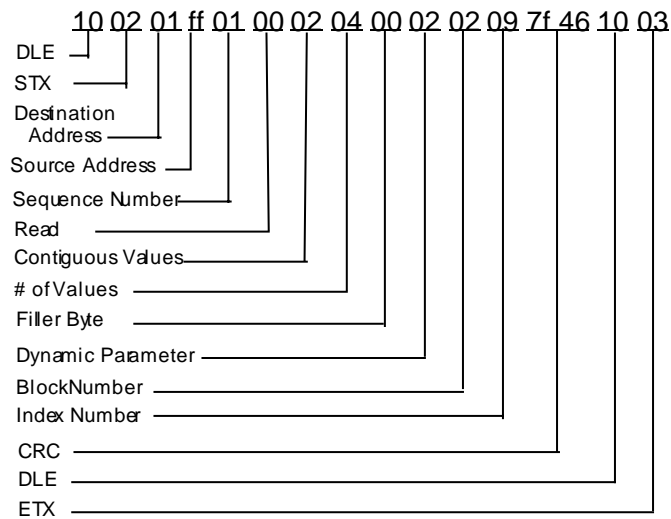 10 02 01 ff 01 00 02 04 00 02 02 09 7f 46 10 03
DLE
STX
Destination
Address
Source Address
Sequence Number
Read
Contiguous Values
# of Values
Filler Byte
Dynamic Parameter
BlockNumber
Index Number
CRC
DLE
ETX